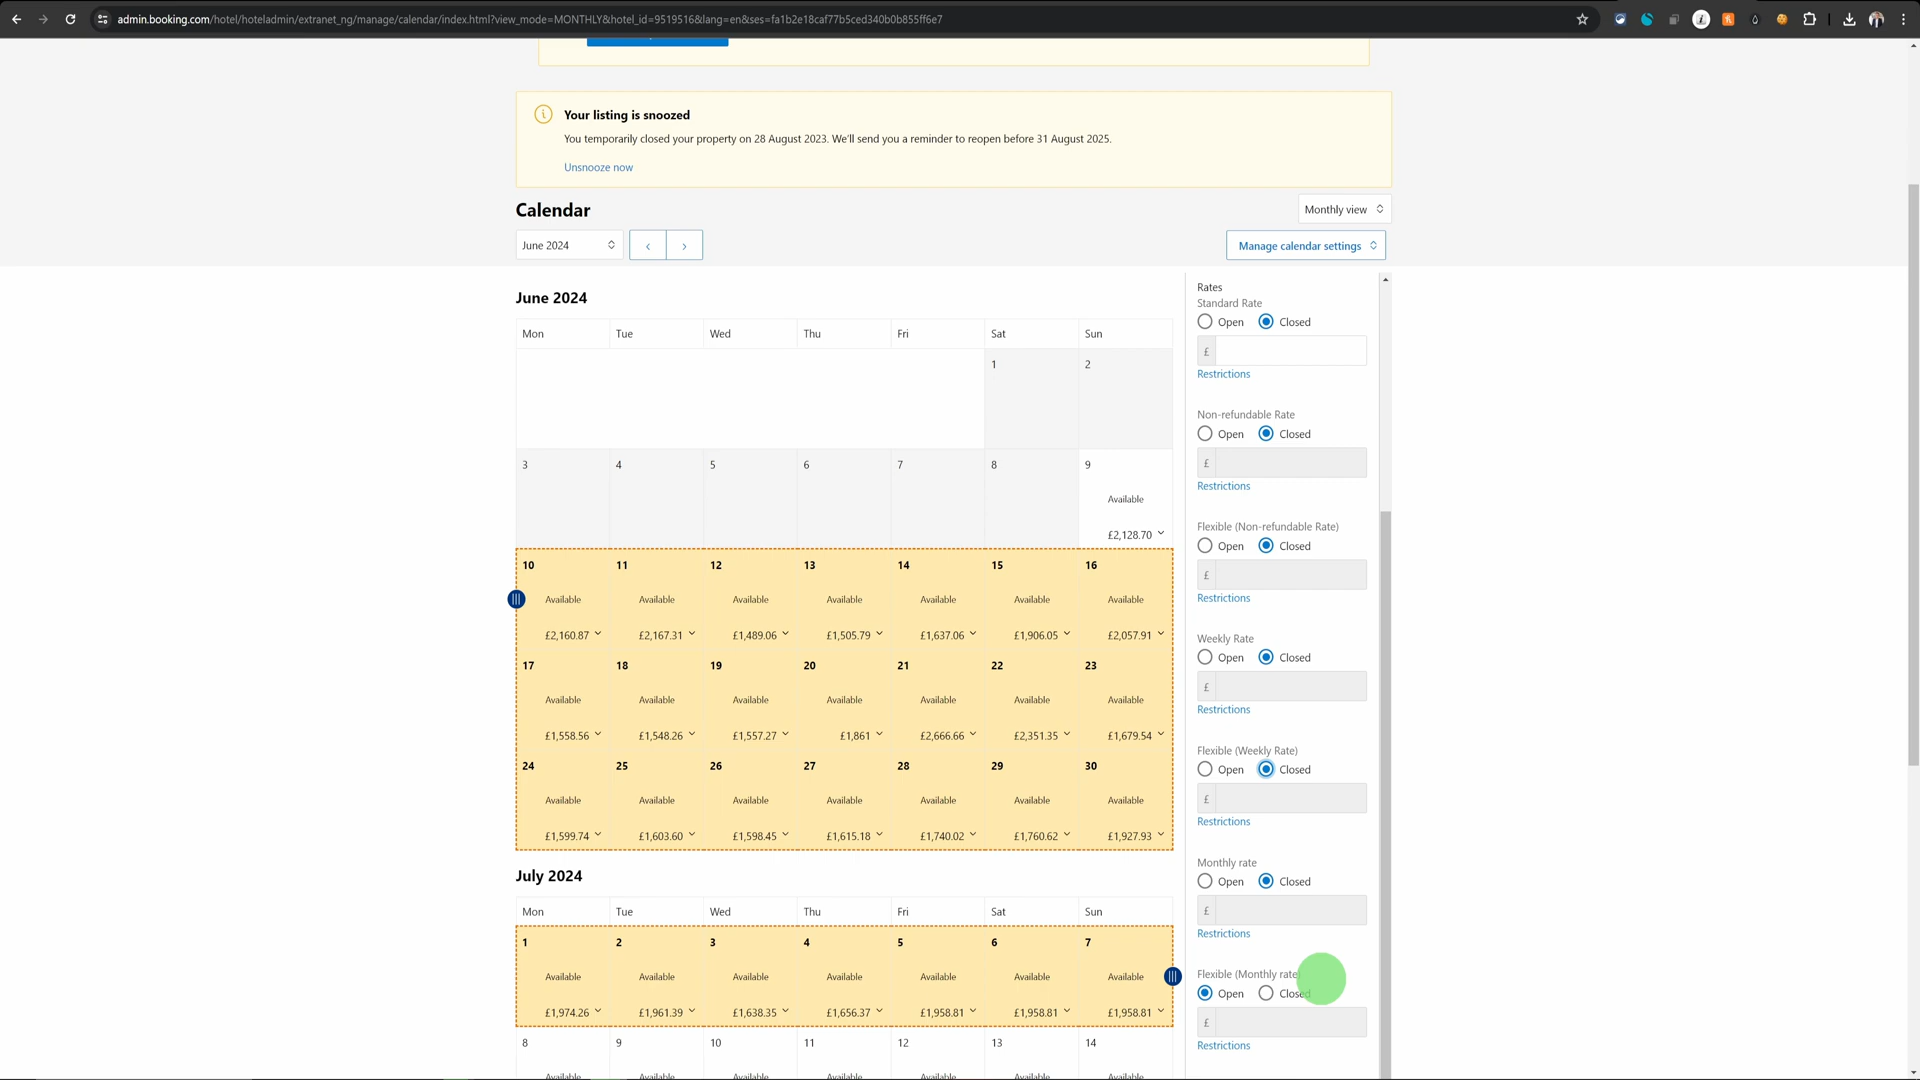 admin.booking.com/hotel/hoteladmin/extranet_ng/manage/calendar/index.html?view_mode=MONTHLY&hotel_id=9519516&lang=en&ses=fa1b2e18caf77b5ced340b0b855ff6e7
Your listing is snoozed
You temporarily closed your property on 28 August 2023. We'll send you a reminder to reopen before 31 August 2025.
Unsnooze now
Calendar
Monthly view
June 2024
Manage calendar settings
June 2024
Mon Tue Wed Thu Fri Sat Sun
1 2
3 4 5 6 7 8 9
Available
£2,128.70
10 11 12 13 14 15 16
Available Available Available Available Available Available Available
£2,160.87 £2,167.31 £1,489.06 £1,505.79 £1,637.06 £1,906.05 £2,057.91
17 18 19 20 21 22 23
Available Available Available Available Available Available Available
£1,558.56 £1,548.26 £1,557.27 £1,861 £2,666.66 £2,351.35 £1,679.54
24 25 26 27 28 29 30
Available Available Available Available Available Available Available
£1,599.74 £1,603.60 £1,598.45 £1,615.18 £1,740.02 £1,760.62 £1,927.93
July 2024
Mon Tue Wed Thu Fri Sat Sun
1 2 3 4 5 6 7
Available Available Available Available Available Available Available
£1,974.26 £1,961.39 £1,638.35 £1,656.37 £1,958.81 £1,958.81 £1,958.81
8 9 10 11 12 13 14
Available Available Available Available Available Available Available
Rates
Standard Rate
Open Closed
£
Restrictions
Non-refundable Rate
Open Closed
£
Restrictions
Flexible (Non-refundable Rate)
Open Closed
£
Restrictions
Weekly Rate
Open Closed
£
Restrictions
Flexible (Weekly Rate)
Open Closed
£
Restrictions
Monthly rate
Open Closed
£
Restrictions
Flexible (Monthly rate)
Open Closed
£
Restrictions